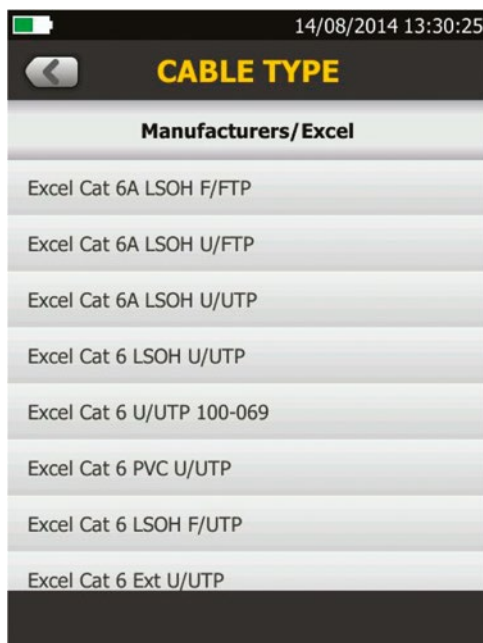 14/08/2014 13:30:25
CABLE TYPE
Manufacturers/Excel
Excel Cat 6A LSOH F/FTP
Excel Cat 6A LSOH U/FTP
Excel Cat 6A LSOH U/UTP
Excel Cat 6 LSOH U/UTP
Excel Cat 6 U/UTP 100-069
Excel Cat 6 PVC U/UTP
Excel Cat 6 LSOH F/UTP
Excel Cat 6 Ext U/UTP